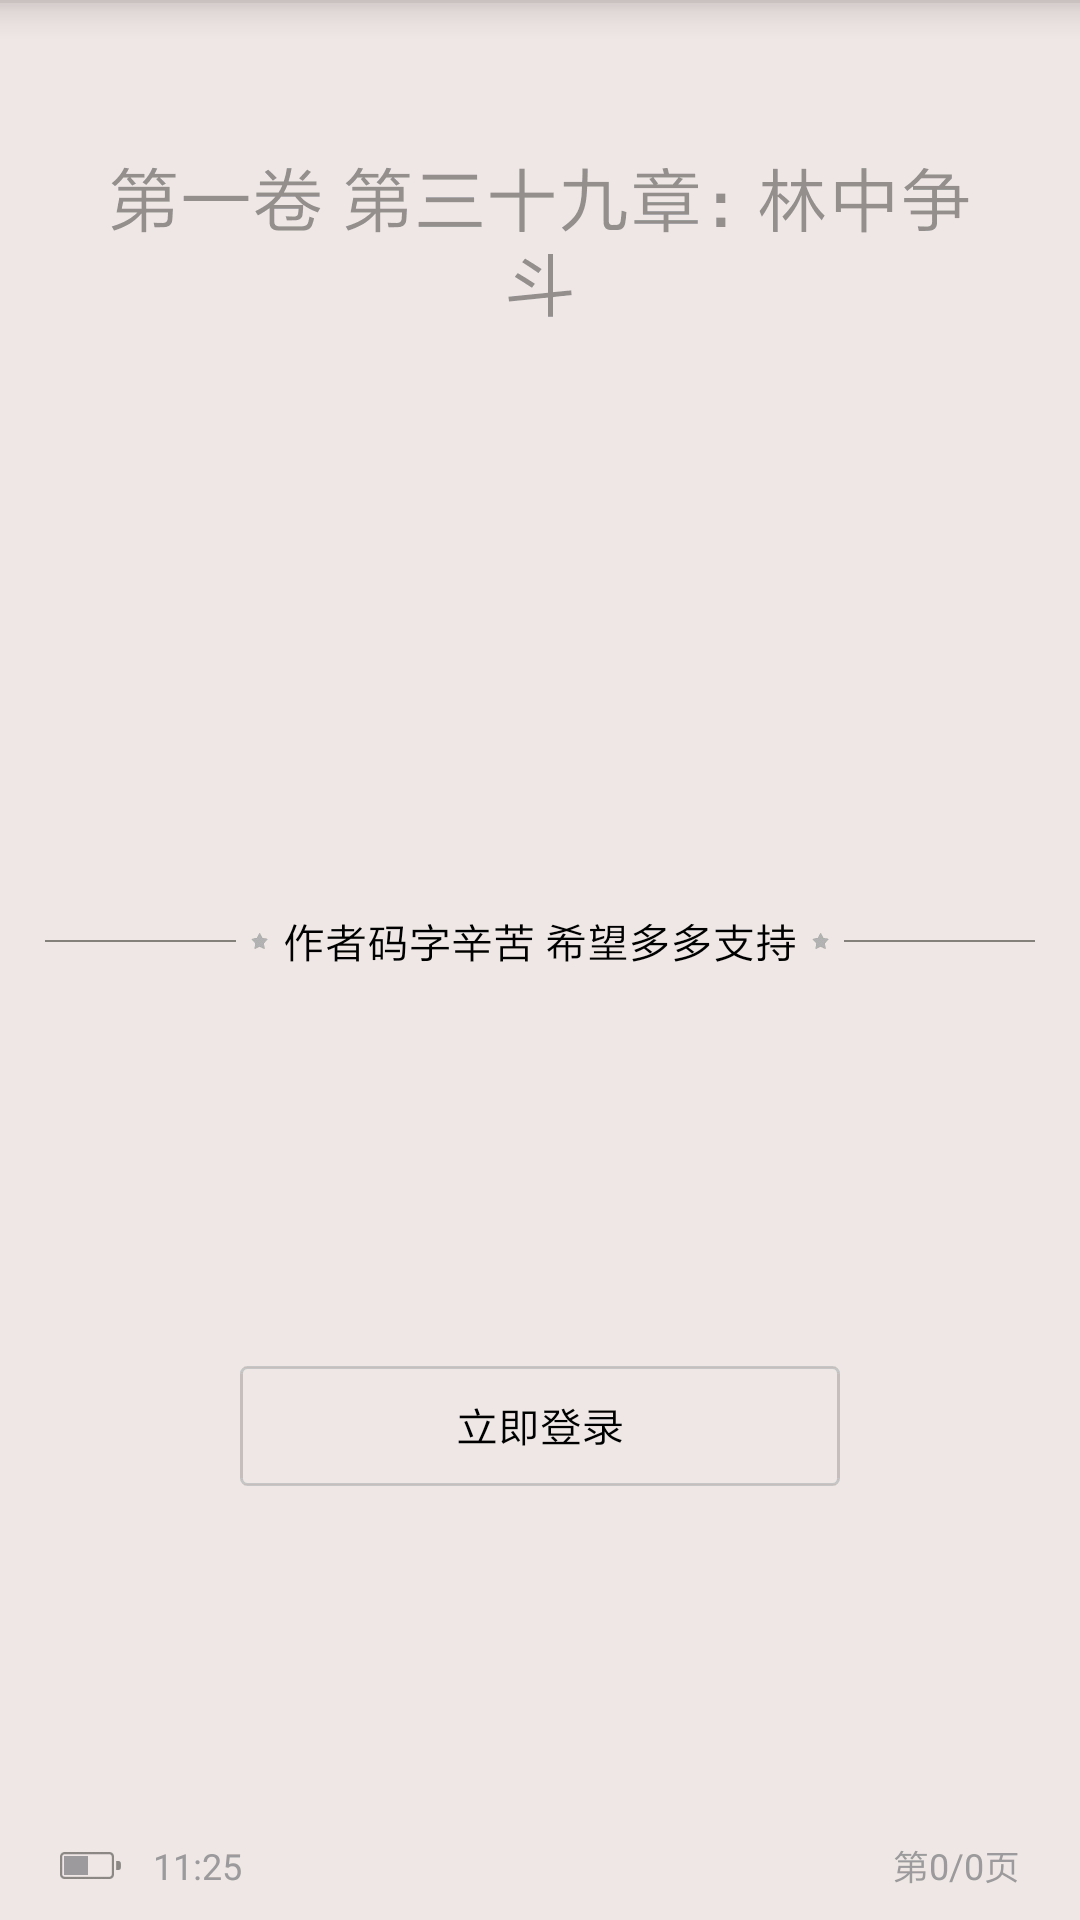 第一卷 第三十九章：林中争
斗
作者码字辛苦 希望多多支持
立即登录
11:25
第0/0页